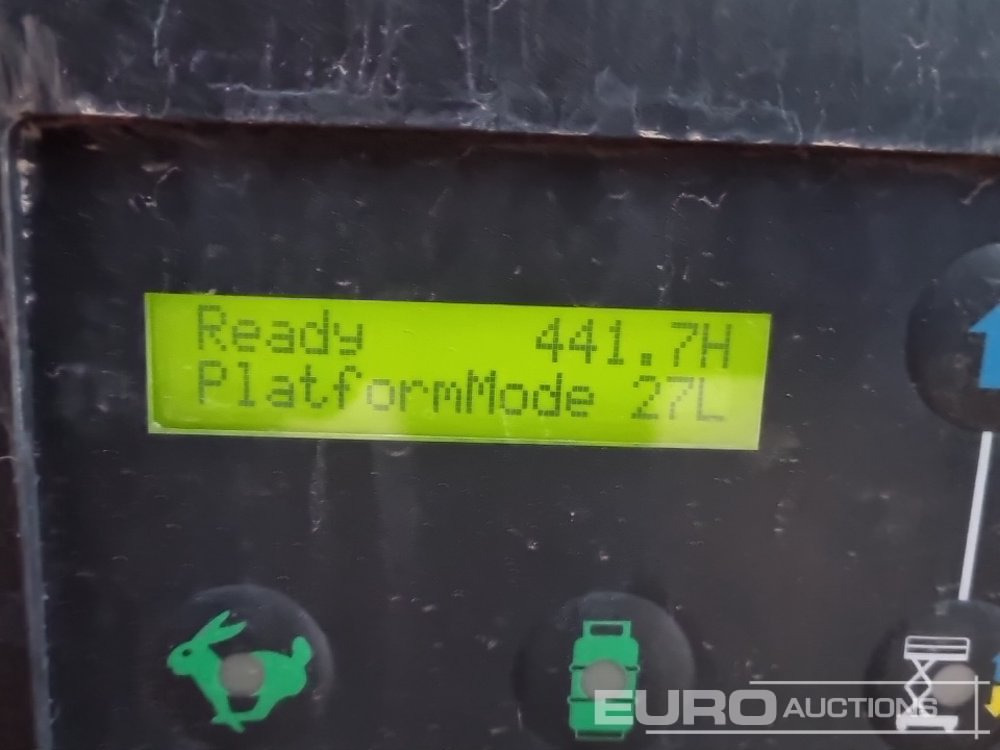 Ready 441.7H
PlatformMode 27L
EURO AUCTIONS